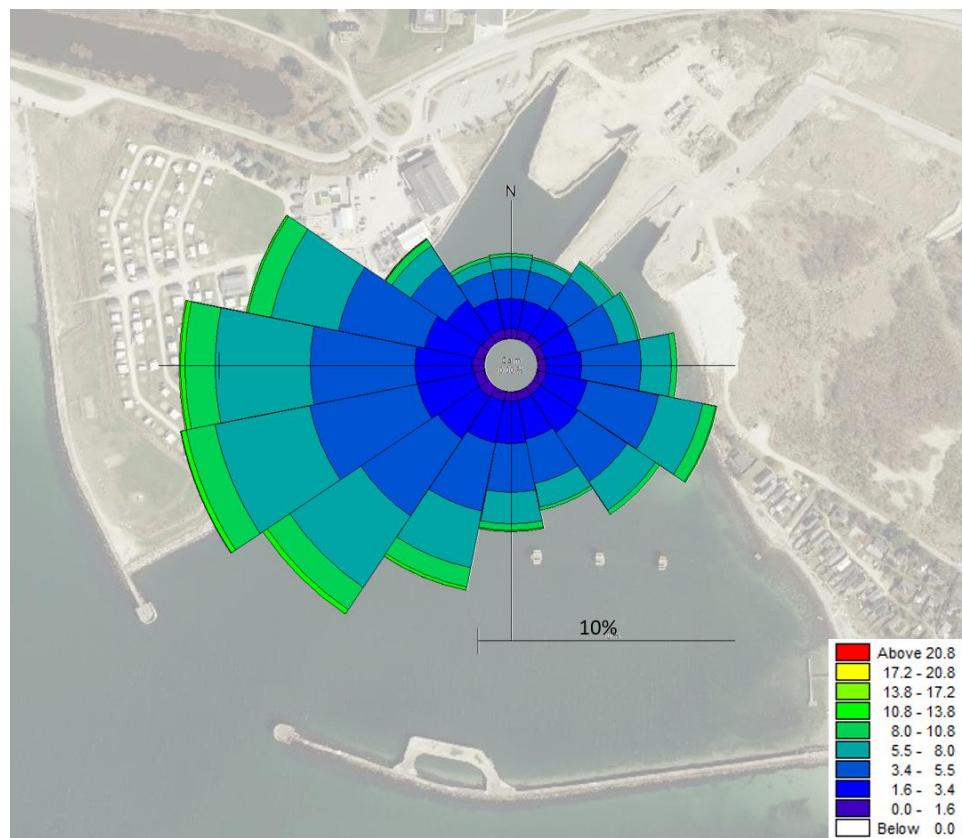 N
Calm
0.00 %
10%
Above 20.8
17.2 - 20.8
13.8 - 17.2
10.8 - 13.8
8.0 - 10.8
5.5 - 8.0
3.4 - 5.5
1.6 - 3.4
0.0 - 1.6
Below 0.0